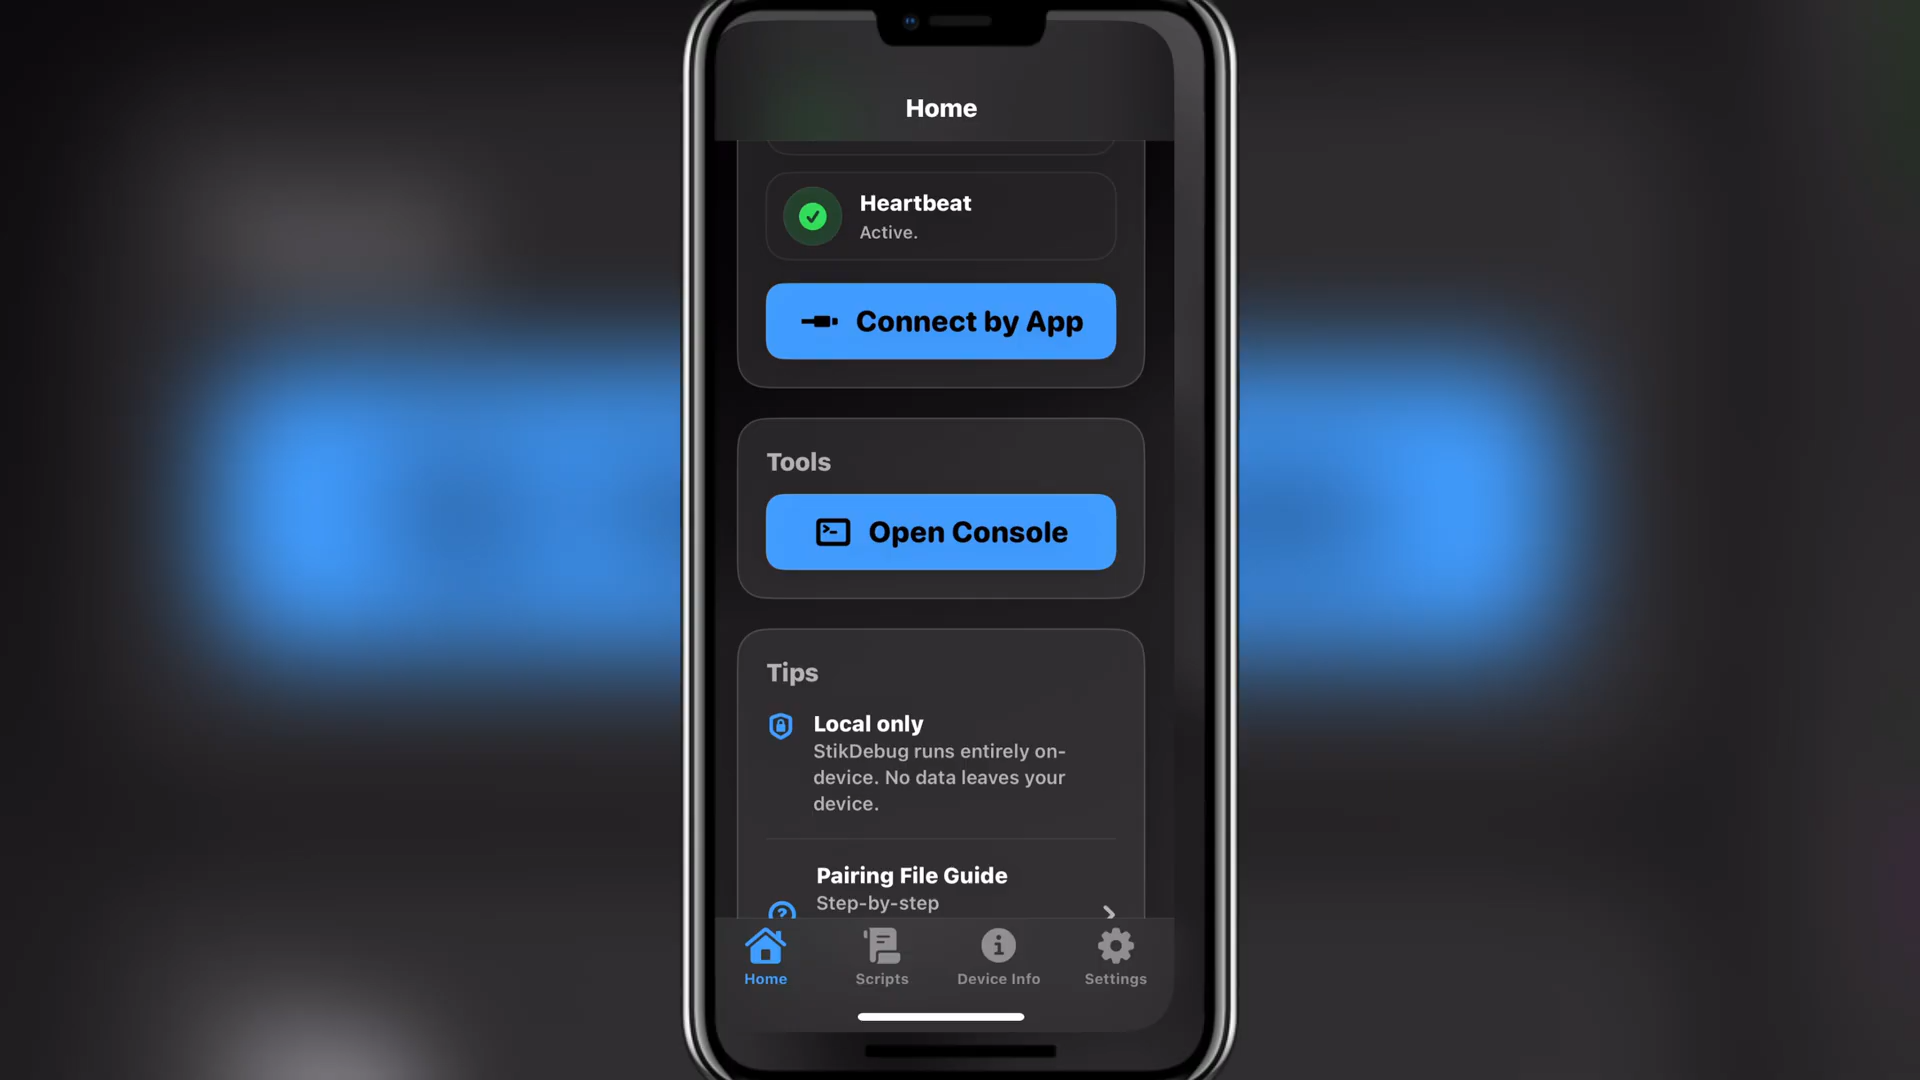 Home
Heartbeat
Active.
Connect by App
Tools
Open Console
Tips
Local only
StikDebug runs entirely on-
device. No data leaves your
device.
Pairing File Guide
Step-by-step
Home
Scripts
Device Info
Settings